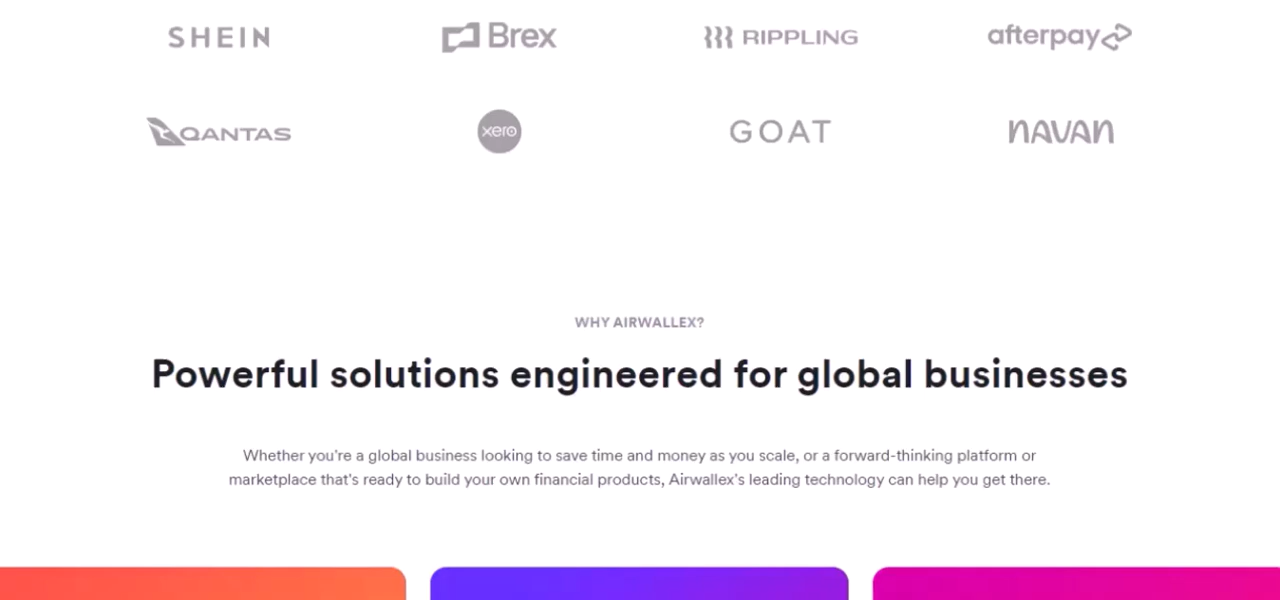 SHEIN
Brex
RIPPLING
afterpay
QANTAS
xero
GOAT
navan
WHY AIRWALLEX?
Powerful solutions engineered for global businesses
Whether you're a global business looking to save time and money as you scale, or a forward-thinking platform or
marketplace that's ready to build your own financial products, Airwallex's leading technology can help you get there.